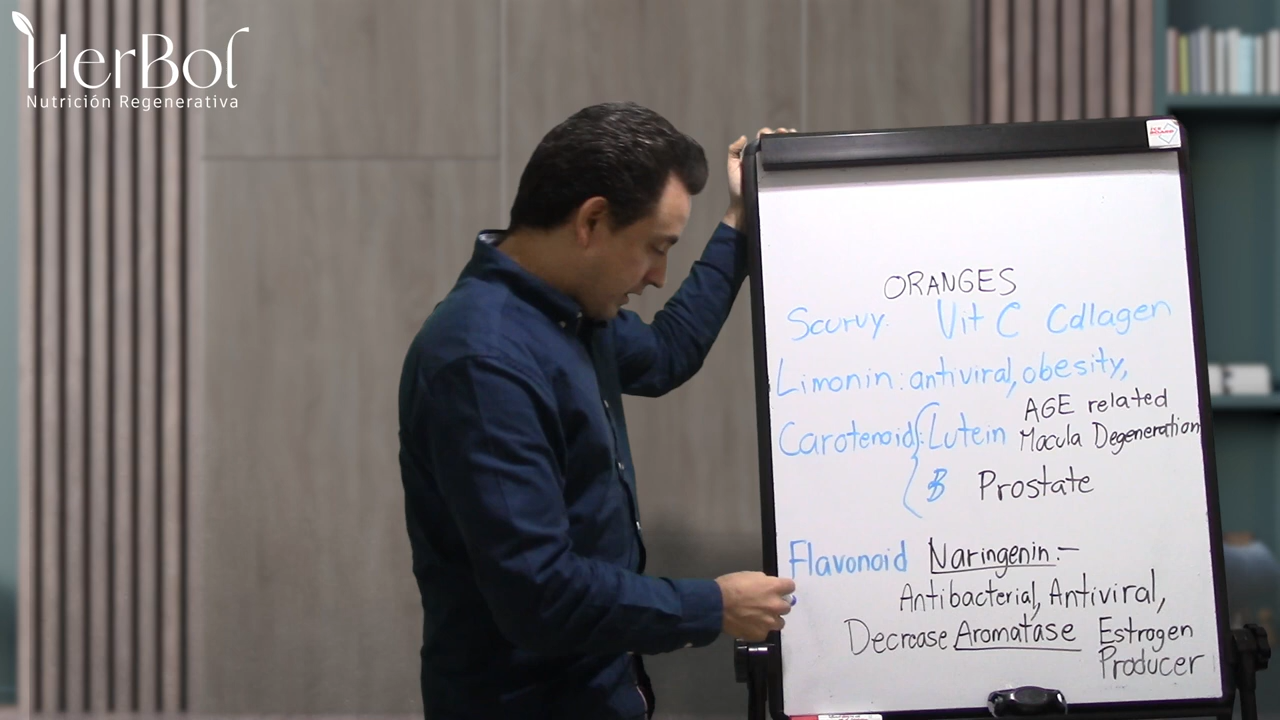 HerBol
Nutrición Regenerativa
ORANGES
Scurvy. Vit C Collagen
Limonin: antiviral, obesity,
Carotenoid: Lutein AGE related
Macula Degeneration
B Prostate
Flavonoid Naringenin:-
Antibacterial, Antiviral,
Decrease Aromatase Estrogen
Producer